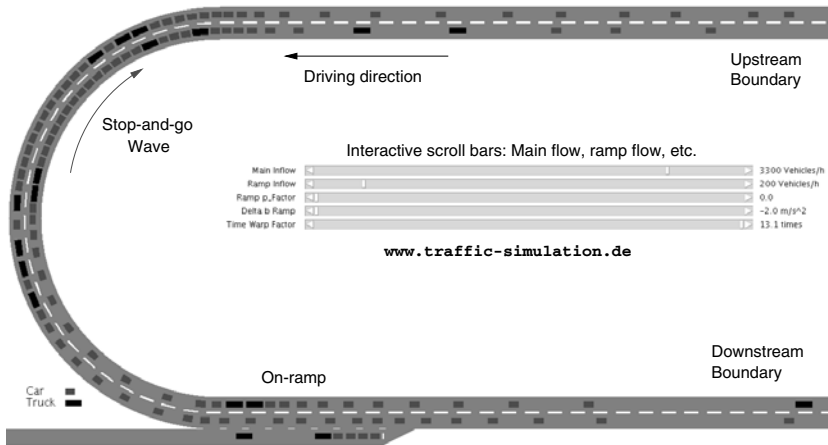 Upstream
Boundary
Driving direction
Stop-and-go
Wave
Interactive scroll bars: Main flow, ramp flow, etc.
Main Inflow 3300 Vehicles/h
Ramp Inflow 200 Vehicles/h
Ramp p_Factor 0.0
Delta b Ramp -2.0 m/s^2
Time Warp Factor 13.1 times
www.traffic-simulation.de
Downstream
Boundary
On-ramp
Car
Truck